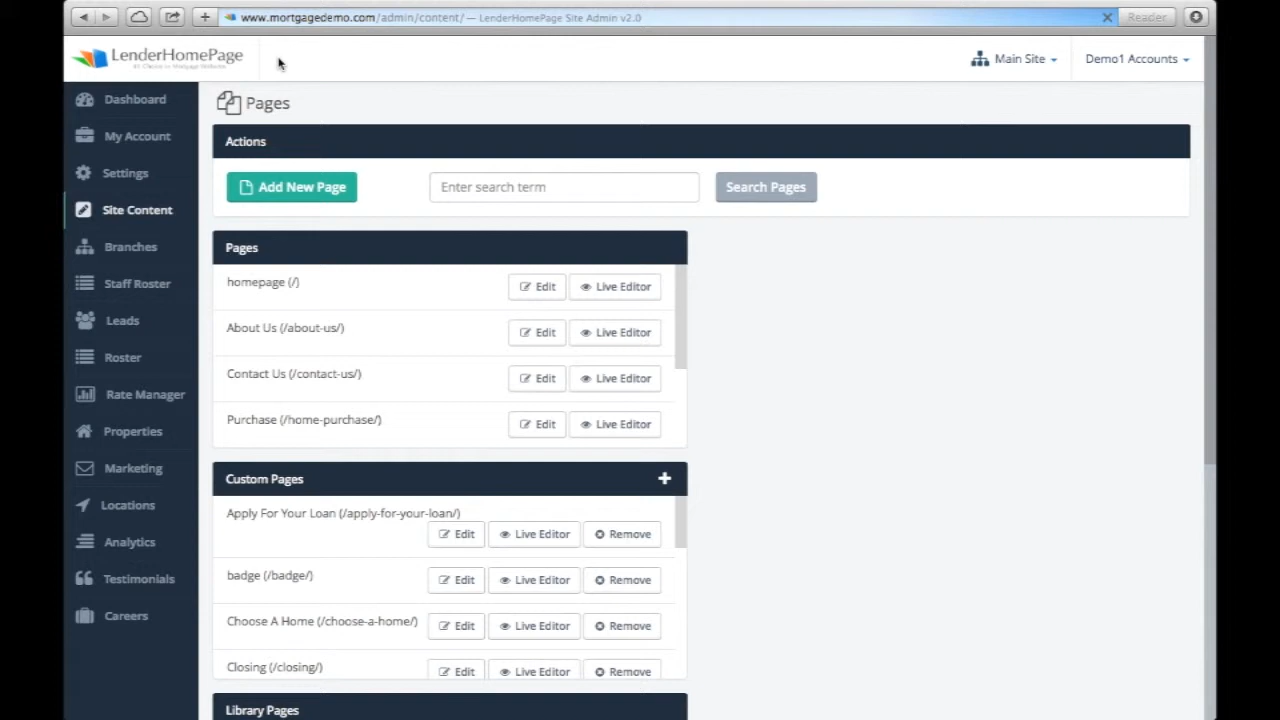 www.mortgagedemo.com/admin/content/ — LenderHomePage Site Admin v2.0
Reader
LenderHomePage
Main Site
Demo1 Accounts
Dashboard
My Account
Settings
Site Content
Branches
Staff Roster
Leads
Roster
Rate Manager
Properties
Marketing
Locations
Analytics
Testimonials
Careers
Pages
Actions
Add New Page
Enter search term
Search Pages
Pages
homepage (/)
Edit
Live Editor
About Us (/about-us/)
Edit
Live Editor
Contact Us (/contact-us/)
Edit
Live Editor
Purchase (/home-purchase/)
Edit
Live Editor
Custom Pages
Apply For Your Loan (/apply-for-your-loan/)
Edit
Live Editor
Remove
badge (/badge/)
Edit
Live Editor
Remove
Choose A Home (/choose-a-home/)
Edit
Live Editor
Remove
Closing (/closing/)
Edit
Live Editor
Remove
Library Pages